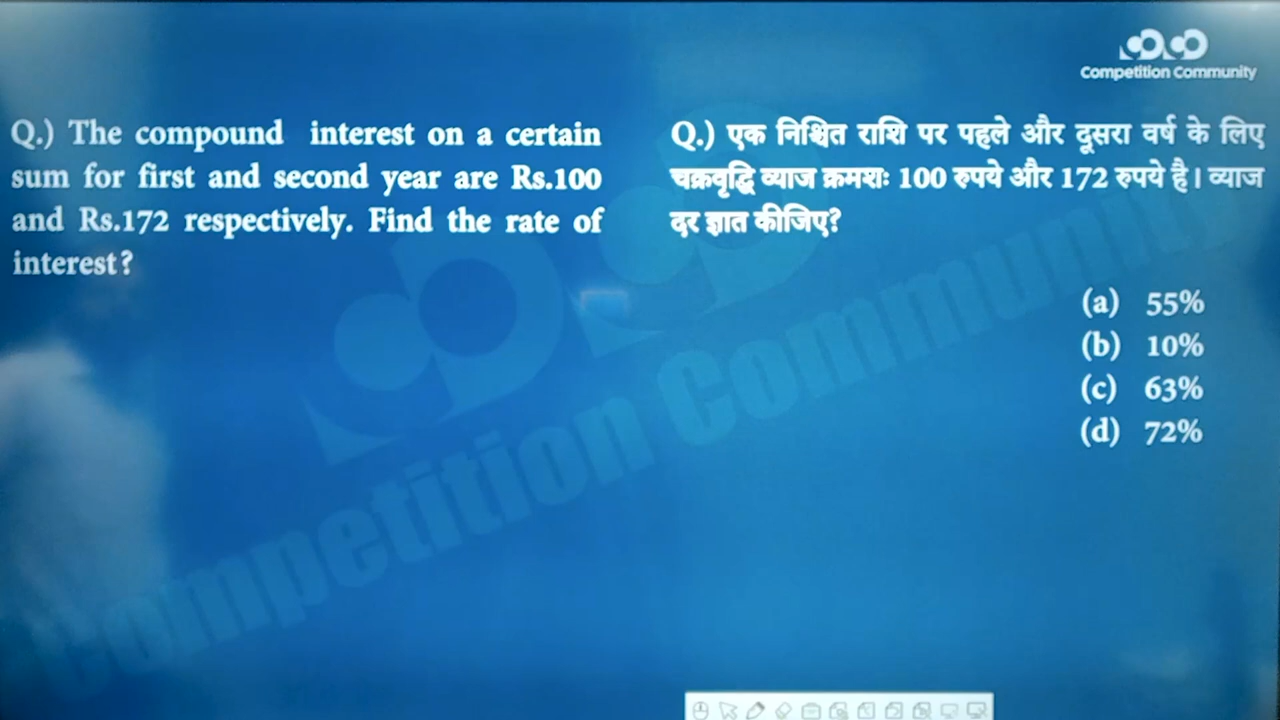 Competition Community
Q.) The compound interest on a certain
sum for first and second year are Rs.100
and Rs.172 respectively. Find the rate of
interest?
Q.) एक निश्चित राशि पर पहले और दूसरा वर्ष के लिए
चक्रवृद्धि व्याज क्रमशः 100 रुपये और 172 रुपये है। व्याज
दर ज्ञात कीजिए?
(a) 55%
(b) 10%
(c) 63%
(d) 72%
Competition Community